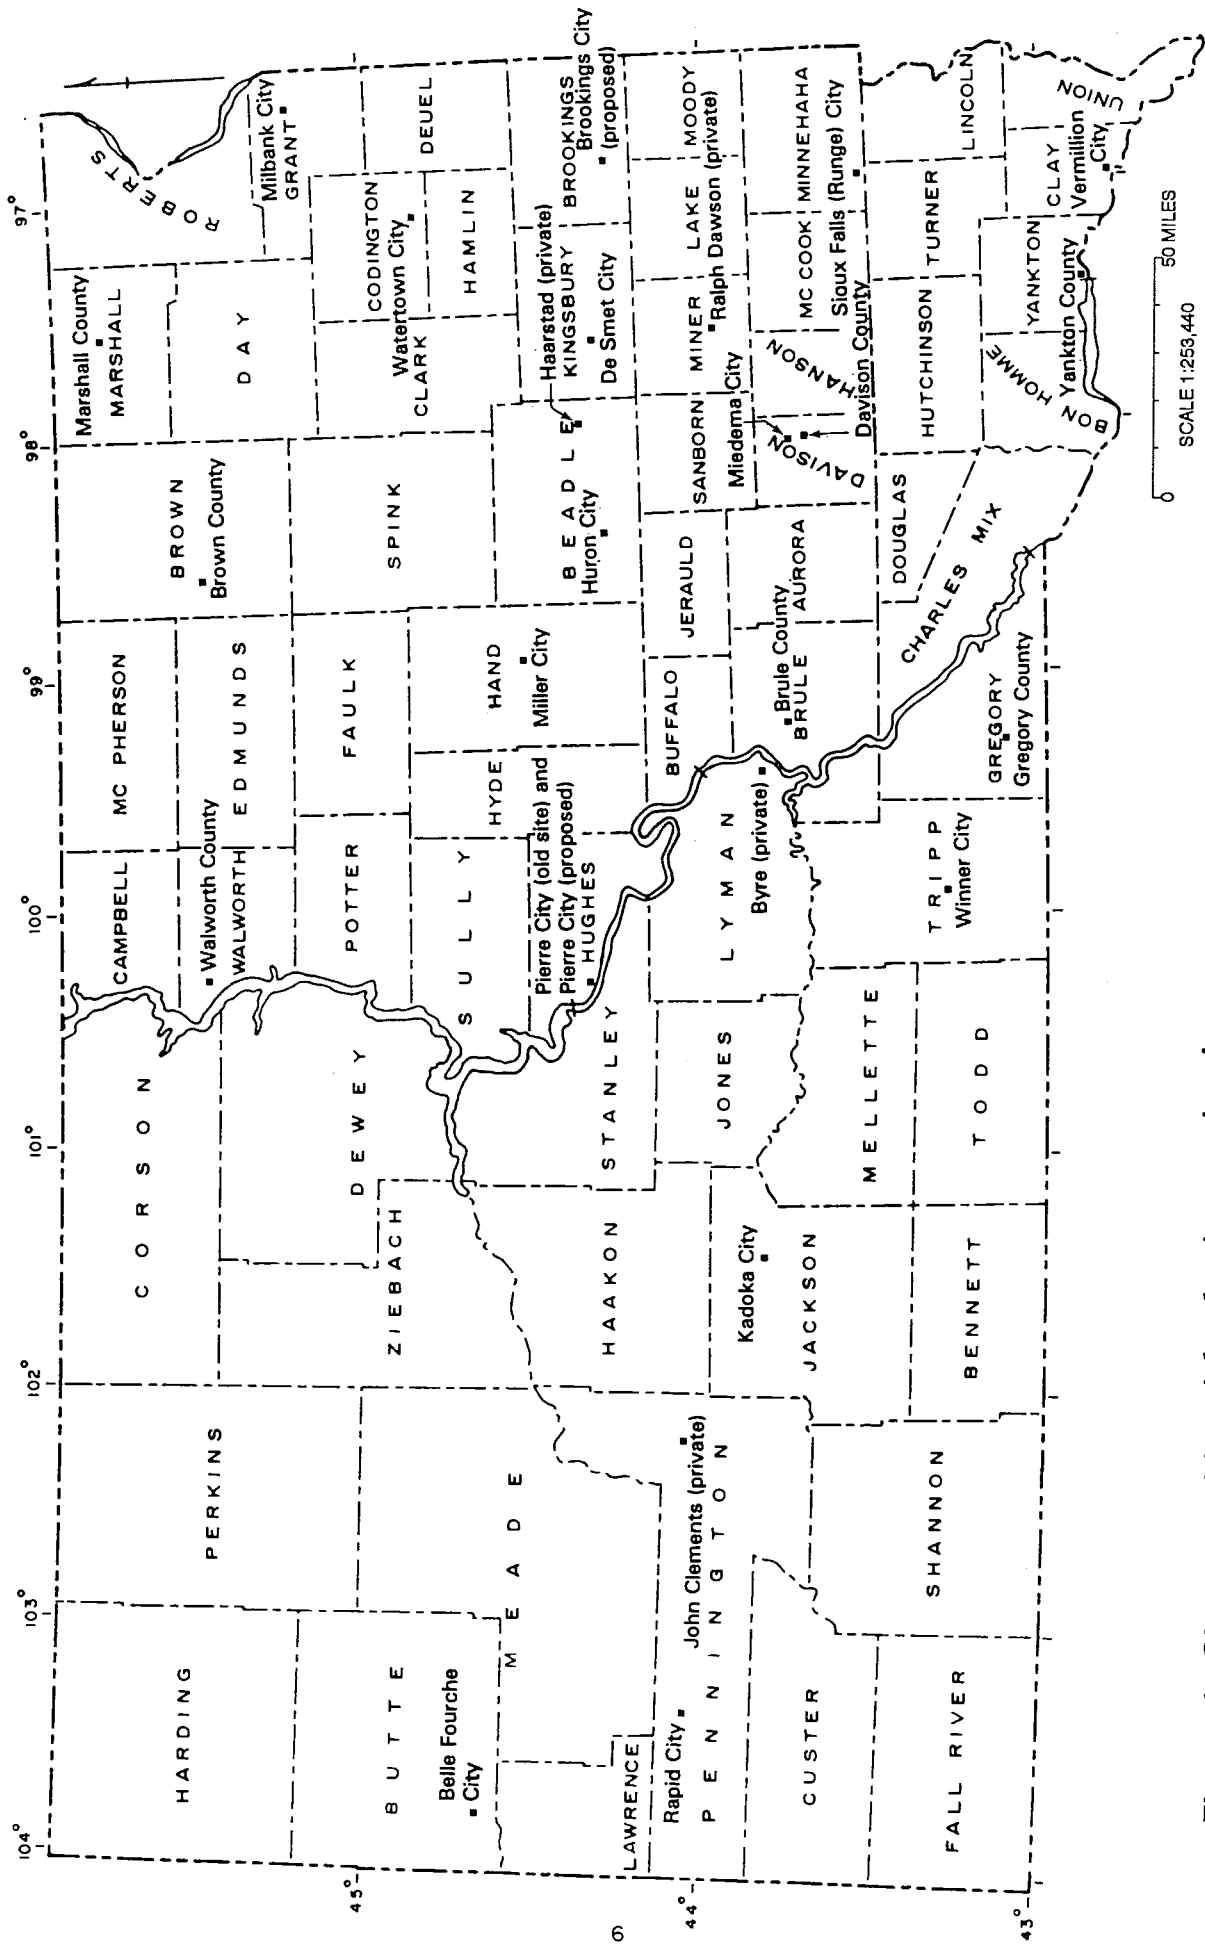 104°
103°
102°
101°
100°
99°
98°
97°
45°
44°
43°
HARDING
PERKINS
CORSON
CAMPBELL
MC PHERSON
BROWN
Brown County
Marshall County
MARSHALL
ROBERTS
Walworth County
WALWORTH
EDMUNDS
DAY
Milbank City
GRANT
BUTTE
Belle Fourche
City
ZIEBACH
DEWEY
POTTER
FAULK
SPINK
CLARK
CODINGTON
Watertown City
DEUEL
HAMLIN
MEADE
SULLY
HYDE
HAND
Miller City
BEADLE
Huron City
Haarstad (private)
KINGSBURY
De Smet City
BROOKINGS
Brookings City
(proposed)
LAWRENCE
HAAKON
STANLEY
Pierre City (old site) and
Pierre City (proposed)
HUGHES
Rapid City
PENNINGTON
John Clements (private)
Kadoka City
JACKSON
JONES
LYMAN
Byre (private)
BUFFALO
JERAULD
SANBORN
Miedema City
MINER
Ralph Dawson (private)
LAKE
MOODY
Brule County
BRULE
AURORA
DAVISON
Davison County
HANSON
MC COOK
MINNEHAHA
Sioux Falls (Runge) City
CUSTER
SHANNON
MELLETTE
TRIPP
Winner City
GREGORY
Gregory County
CHARLES MIX
DOUGLAS
HUTCHINSON
TURNER
LINCOLN
FALL RIVER
BENNETT
TODD
BON HOMME
YANKTON
Yankton County
CLAY
Vermillion
City
UNION
0
50 MILES
SCALE 1:253,440
6